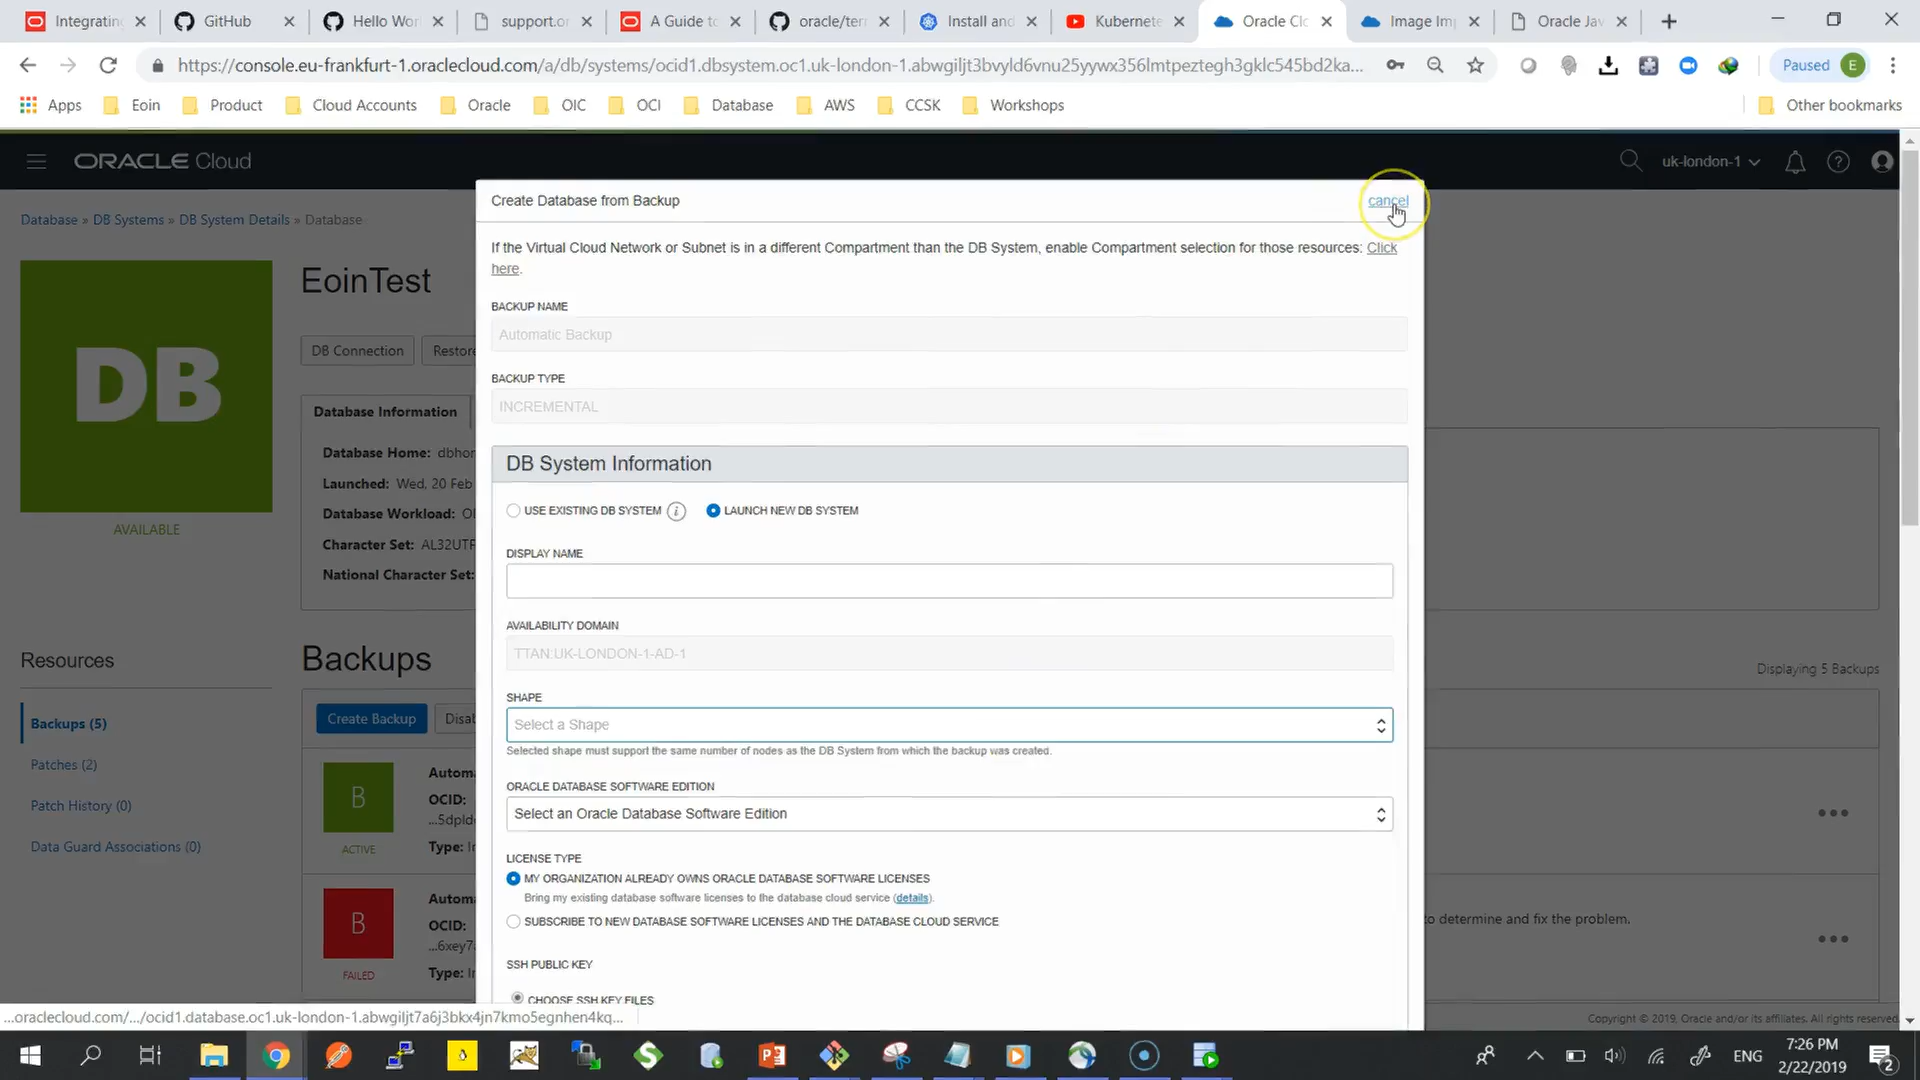 Integrating
GitHub
Hello Wor
support.or
A Guide to
oracle/terr
Install and
Kubernete
Oracle Clo
Image Imp
Oracle Jav
https://console.eu-frankfurt-1.oraclecloud.com/a/db/systems/ocid1.dbsystem.oc1.uk-london-1.abwgiljt3bvyld6vnu25yywx356lmtpeztegh3gklc545bd2ka...
Paused E
Apps Eoin Product Cloud Accounts Oracle OIC OCI Database AWS CCSK Workshops Other bookmarks
ORACLE Cloud
uk-london-1
Create Database from Backup
cancel
Database » DB Systems » DB System Details » Database
If the Virtual Cloud Network or Subnet is in a different Compartment than the DB System, enable Compartment selection for those resources: Click
here.
DB
AVAILABLE
EoinTest
DB Connection
Restore
Database Information
Database Home: dbhor
Launched: Wed, 20 Feb
Database Workload:
Character Set: AL32UTF
National Character Set:
BACKUP NAME
Automatic Backup
BACKUP TYPE
INCREMENTAL
DB System Information
USE EXISTING DB SYSTEM i
LAUNCH NEW DB SYSTEM
DISPLAY NAME
AVAILABILITY DOMAIN
TTAN:UK-LONDON-1-AD-1
SHAPE
Select a Shape
Selected shape must support the same number of nodes as the DB System from which the backup was created.
ORACLE DATABASE SOFTWARE EDITION
Select an Oracle Database Software Edition
LICENSE TYPE
MY ORGANIZATION ALREADY OWNS ORACLE DATABASE SOFTWARE LICENSES
Bring my existing database software licenses to the database cloud service (details).
SUBSCRIBE TO NEW DATABASE SOFTWARE LICENSES AND THE DATABASE CLOUD SERVICE
SSH PUBLIC KEY
CHOOSE SSH KEY FILES
Resources
Backups (5)
Patches (2)
Patch History (0)
Data Guard Associations (0)
Backups
Displaying 5 Backups
Create Backup
Disab
B
ACTIVE
Autom
OCID:
...5dpld
Type: In
B
FAILED
Autom
OCID:
...6xey7
Type: In
to determine and fix the problem.
...oraclecloud.com/.../ocid1.database.oc1.uk-london-1.abwgiljt7a6j3bkx4jn7kmo5egnhen4kq...
Copyright © 2019, Oracle and/or its affiliates. All rights reserved.
ENG
7:26 PM
2/22/2019
2